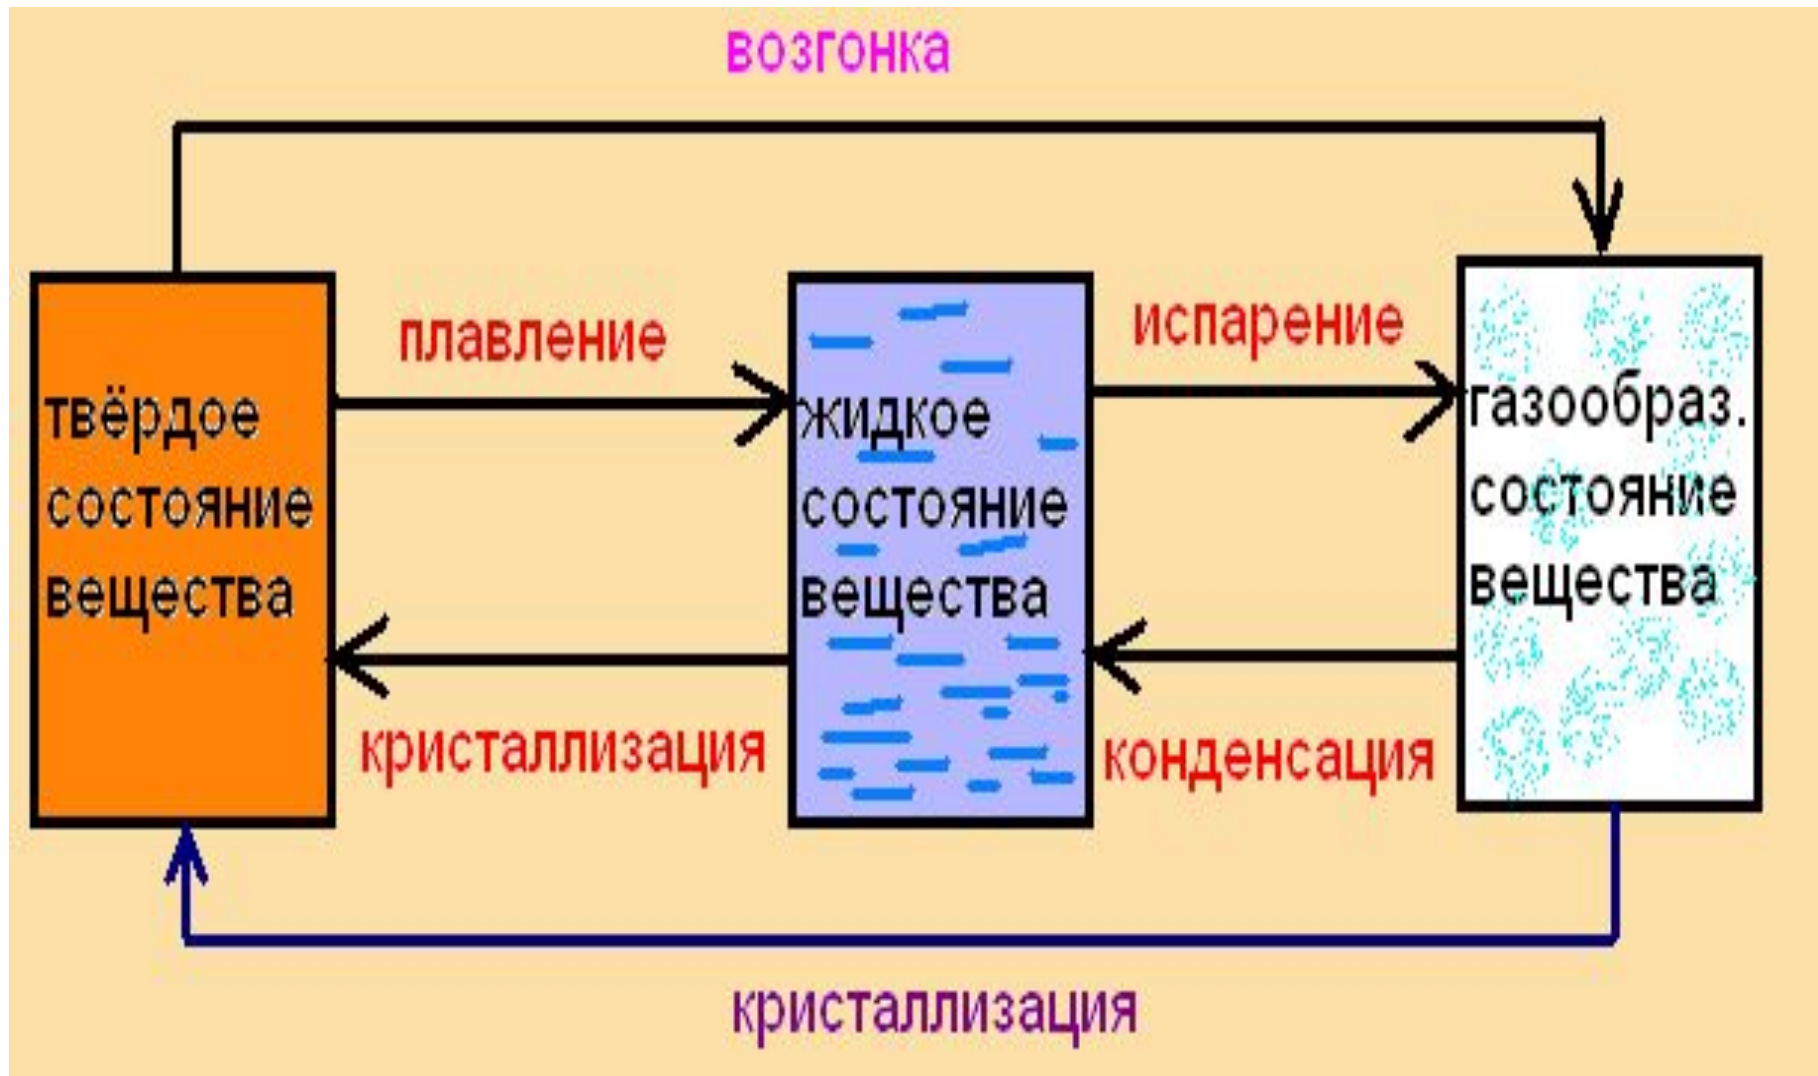 возгонка
плавление
испарение
твёрдое
состояние
вещества
жидкое
состояние
вещества
газообраз.
состояние
вещества
кристаллизация
конденсация
кристаллизация